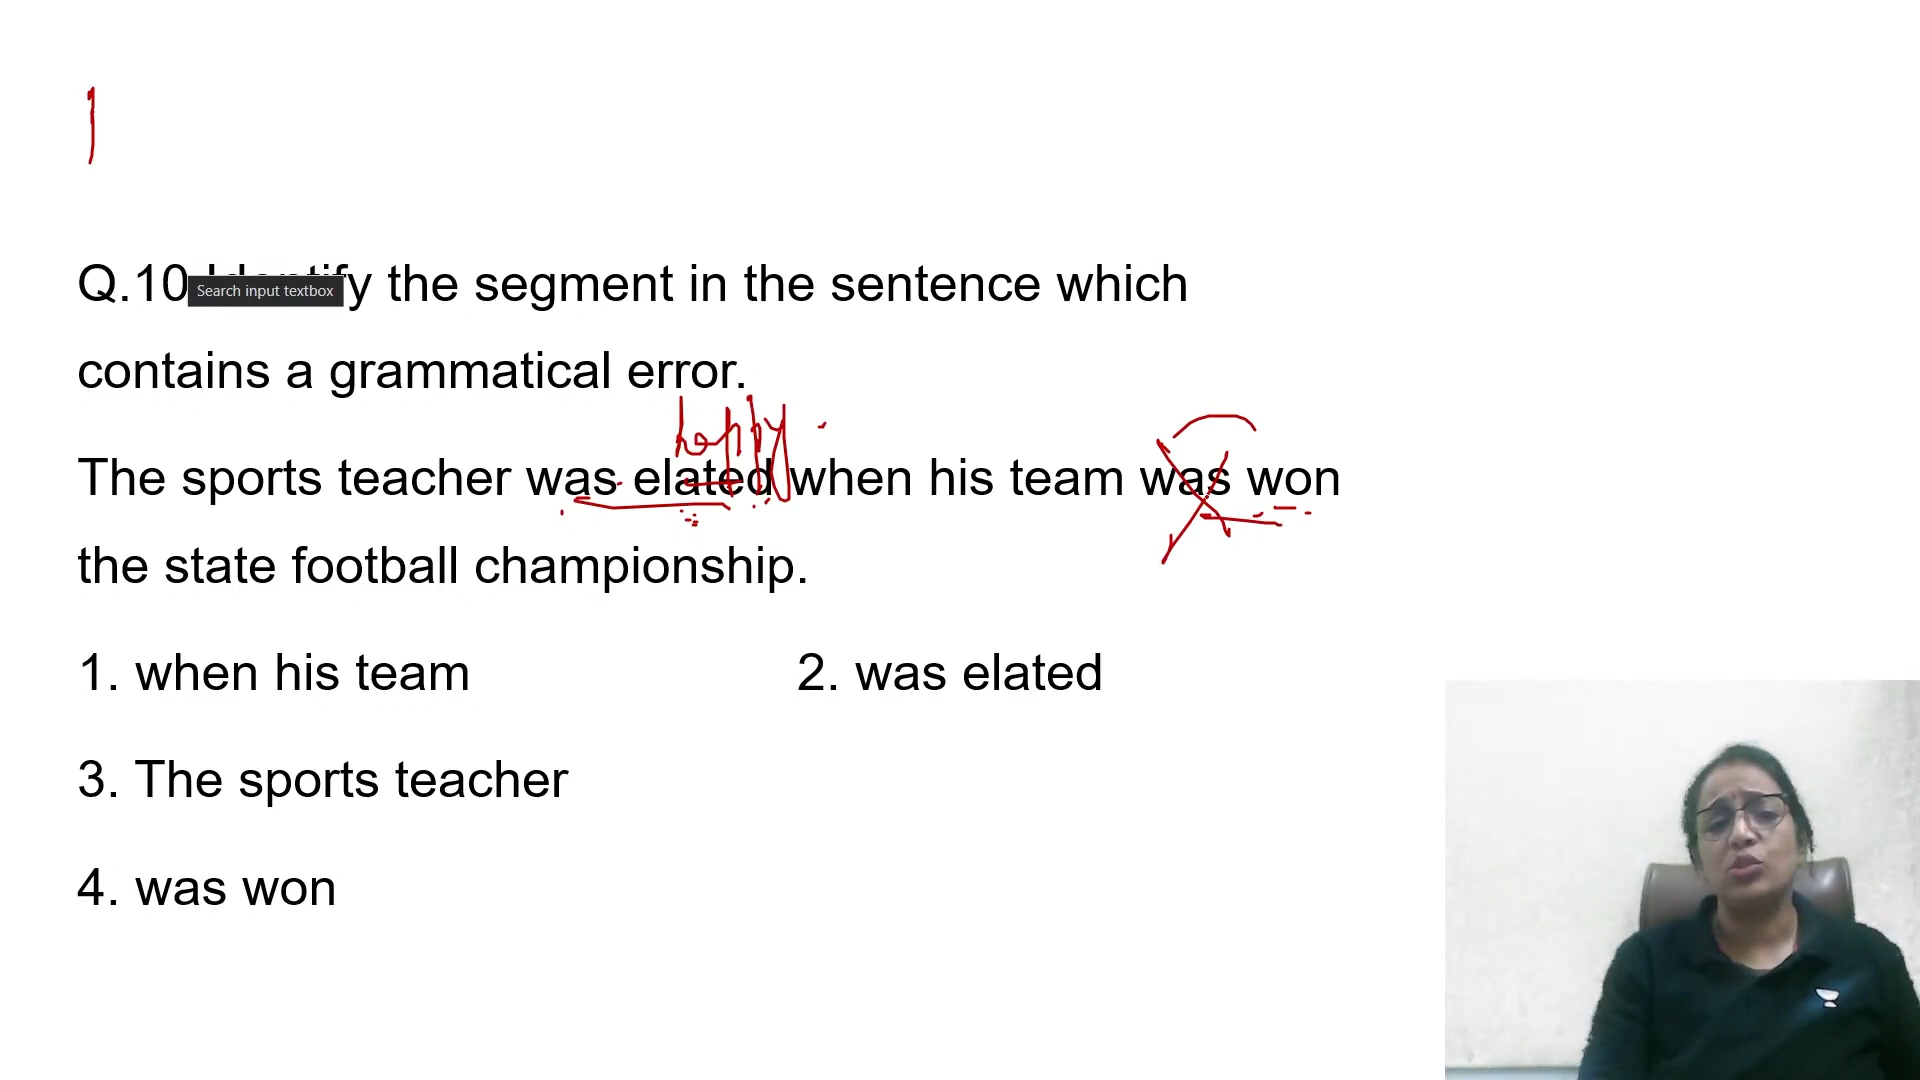 Q.10 Identify the segment in the sentence which
Search input textbox
contains a grammatical error.
happy
The sports teacher was elated when his team was won
the state football championship.
1. when his team 2. was elated
3. The sports teacher
4. was won